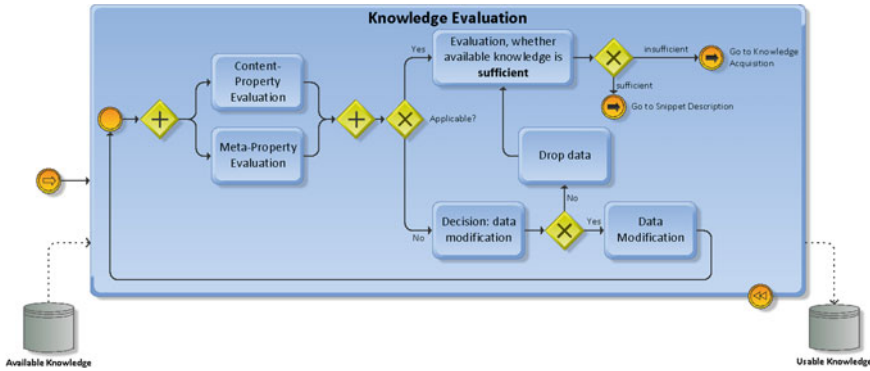 Knowledge Evaluation
Content-
Property
Evaluation
Meta-Property
Evaluation
Yes
Applicable?
No
Evaluation, whether
available knowledge is
sufficient
insufficient
Go to Knowledge
Acquisition
sufficient
Go to Snippet Description
Drop data
No
Decision: data
modification
Yes
Data
Modification
Available Knowledge
Usable Knowledge